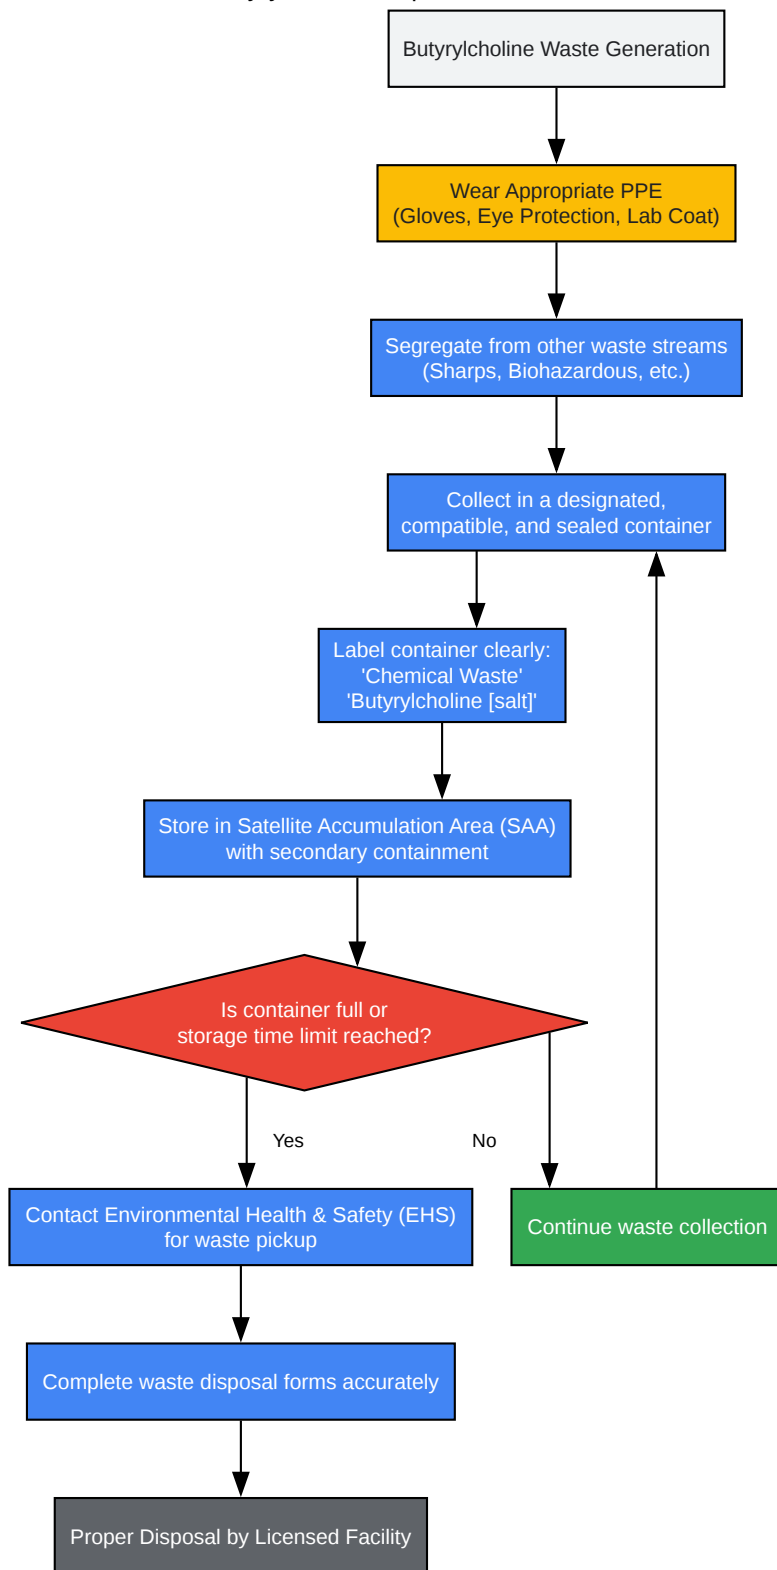 Butyrylcholine Waste Generation
Wear Appropriate PPE
(Gloves, Eye Protection, Lab Coat)
Segregate from other waste streams
(Sharps, Biohazardous, etc.)
Collect in a designated,
compatible, and sealed container
Label container clearly:
'Chemical Waste'
'Butyrylcholine [salt]'
Store in Satellite Accumulation Area (SAA)
with secondary containment
Is container full or
storage time limit reached?
Yes
No
Contact Environmental Health & Safety (EHS)
for waste pickup
Continue waste collection
Complete waste disposal forms accurately
Proper Disposal by Licensed Facility